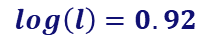 log(l) = 0.92